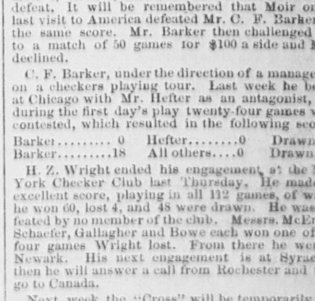 defeat. It will be remembered that Moir on
last visit to America defeated Mr. C. F. Barker
the same score. Mr. Barker then challenged
to a match of 50 games for $100 a side and M
declined.
C. F. Barker, under the direction of a manage
on a checkers playing tour. Last week he be
at Chicago with Mr. Hefter as an antagonist,
during the first day's play twenty-four games w
contested, which resulted in the following sco
Barker........ 0 Hefter........0 Drawn
Barker........18 All others....0 Drawn
H. Z. Wright ended his engagement at the
York Checker Club last Thursday. He made
excellent score, playing in all 112 games, of w
he won 60, lost 4, and 48 were drawn. He was
feated by no member of the club. Messrs. McEn
Schaefer, Gallagher and Bowe each won one of
four games Wright lost. From there he wen
Newark. His next engagement is at Syrac
then he will answer a call from Rochester and
go to Canada.
Next week the "Cross" will be temporarily